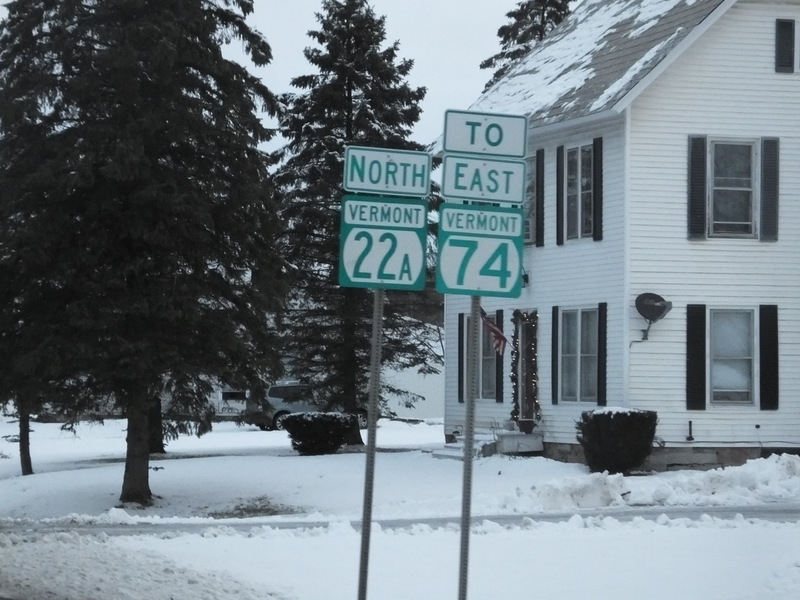 NORTH
VERMONT
22A
TO
EAST
VERMONT
74